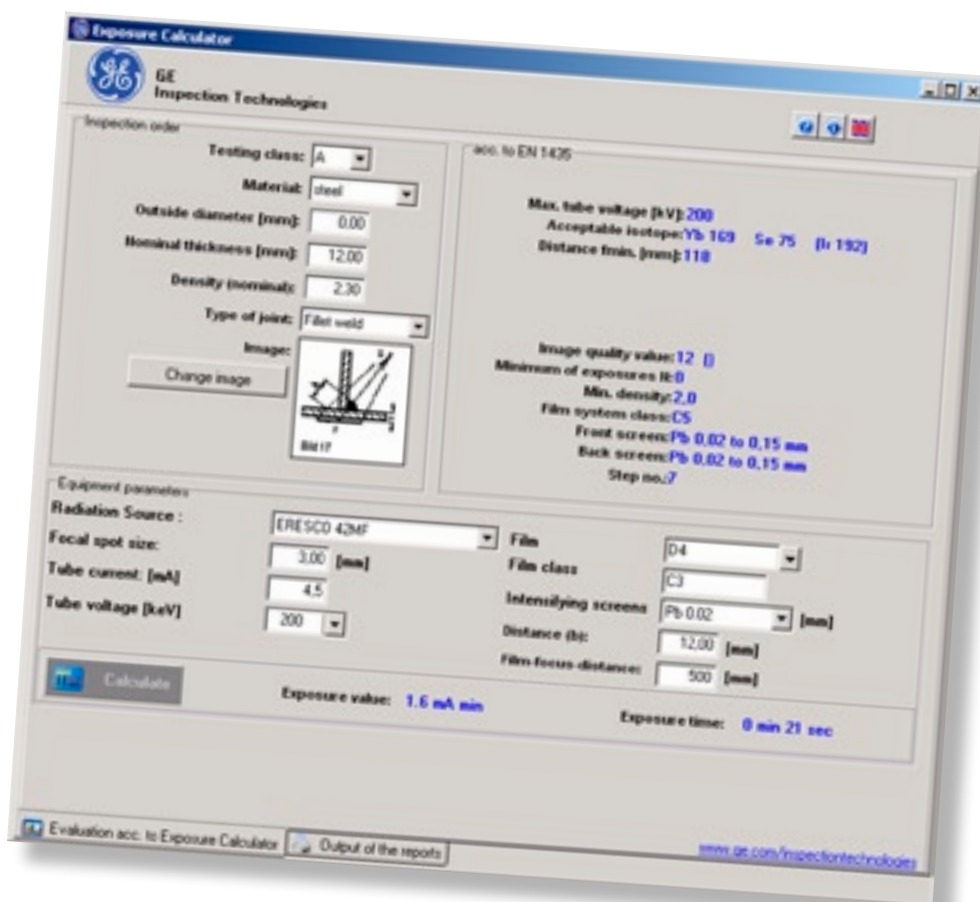 Exposure Calculator
GE
Inspection Technologies
Inspection order
Testing class: A
Material: steel
Outside diameter [mm]: 0.00
Nominal thickness [mm]: 12.00
Density (nominal): 2.30
Type of joint: Fillet weld
Image:
Change image
Bild 17
acc. to EN 1435
Max. tube voltage [kV]: 200
Acceptable isotope: Yb 169 Se 75 (Ir 192)
Distance fmin. [mm]: 118
Image quality value: 12 ()
Minimum of exposures N: 0
Min. density: 2,0
Film system class: C5
Front screen: Pb 0,02 to 0,15 mm
Back screen: Pb 0,02 to 0,15 mm
Step no.: 7
Equipment parameters
Radiation Source : ERESCO 42MF
Focal spot size: 3,00 [mm]
Tube current: [mA] 4,5
Tube voltage [keV] 200
Film D4
Film class C3
Intensifying screens Pb 0.02 [mm]
Distance (b): 12,00 [mm]
Film-focus-distance: 500 [mm]
Calculate
Exposure value: 1.6 mA min
Exposure time: 0 min 21 sec
Evaluation acc. to Exposure Calculator
Output of the reports
www.ge.com/inspectiontechnologies